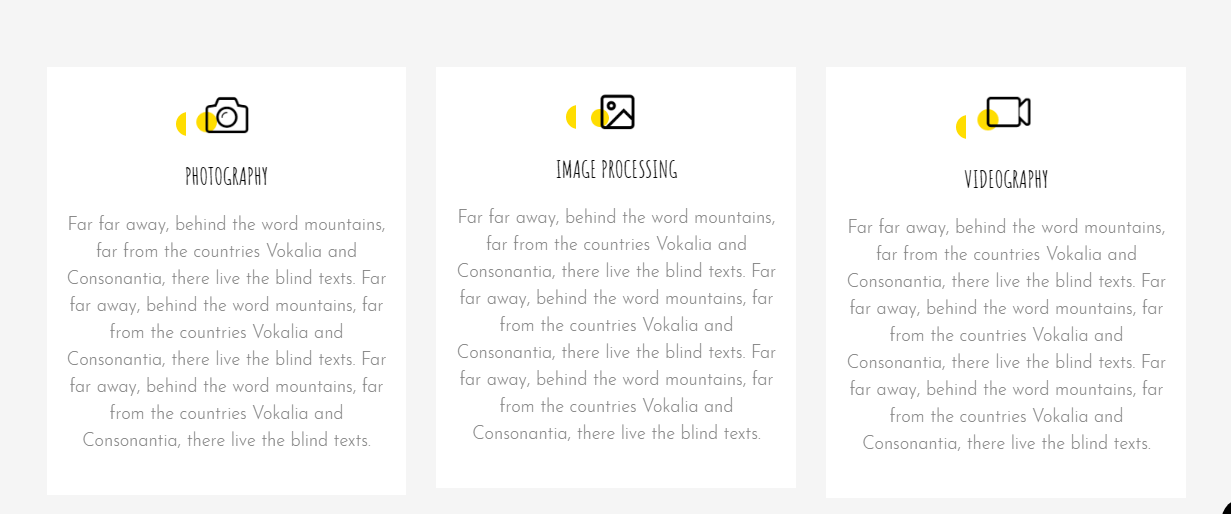 PHOTOGRAPHY
Far far away, behind the word mountains,
far from the countries Vokalia and
Consonantia, there live the blind texts. Far
far away, behind the word mountains, far
from the countries Vokalia and
Consonantia, there live the blind texts. Far
far away, behind the word mountains, far
from the countries Vokalia and
Consonantia, there live the blind texts.
IMAGE PROCESSING
Far far away, behind the word mountains,
far from the countries Vokalia and
Consonantia, there live the blind texts. Far
far away, behind the word mountains, far
from the countries Vokalia and
Consonantia, there live the blind texts. Far
far away, behind the word mountains, far
from the countries Vokalia and
Consonantia, there live the blind texts.
VIDEOGRAPHY
Far far away, behind the word mountains,
far from the countries Vokalia and
Consonantia, there live the blind texts. Far
far away, behind the word mountains, far
from the countries Vokalia and
Consonantia, there live the blind texts. Far
far away, behind the word mountains, far
from the countries Vokalia and
Consonantia, there live the blind texts.